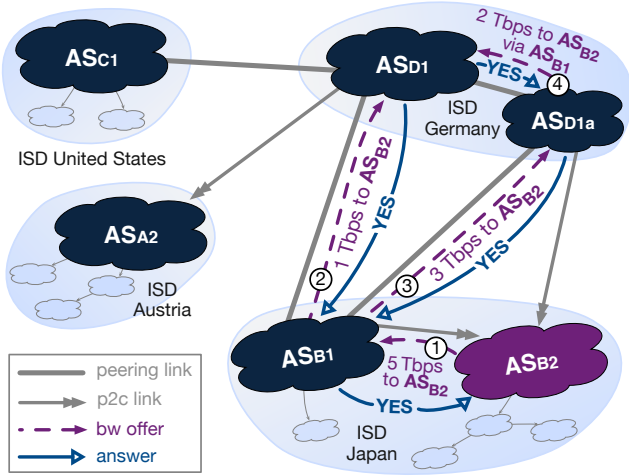 2 Tbps to ASB2
via ASB1
ASC1
ASD1
YES
4
ISD
Germany
ASD1a
ISD United States
1 Tbps to ASB2
YES
3 Tbps to ASB2
YES
ASA2
ISD
Austria
2
3
1
ASB1
5 Tbps
to ASB2
ASB2
YES
ISD
Japan
peering link
p2c link
bw offer
answer